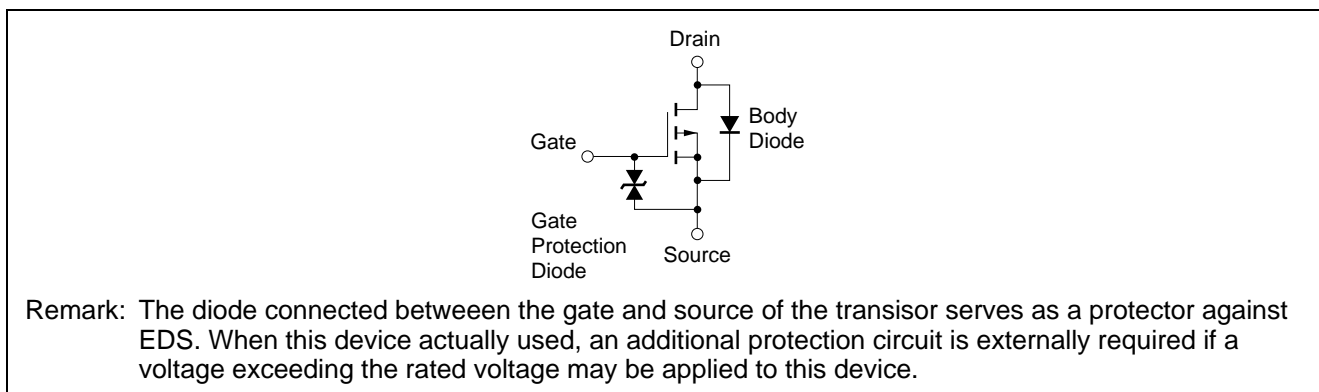 Drain
Body
Diode
Gate
Gate
Protection
Diode
Source
Remark: The diode connected betweeen the gate and source of the transisor serves as a protector against
EDS. When this device actually used, an additional protection circuit is externally required if a
voltage exceeding the rated voltage may be applied to this device.